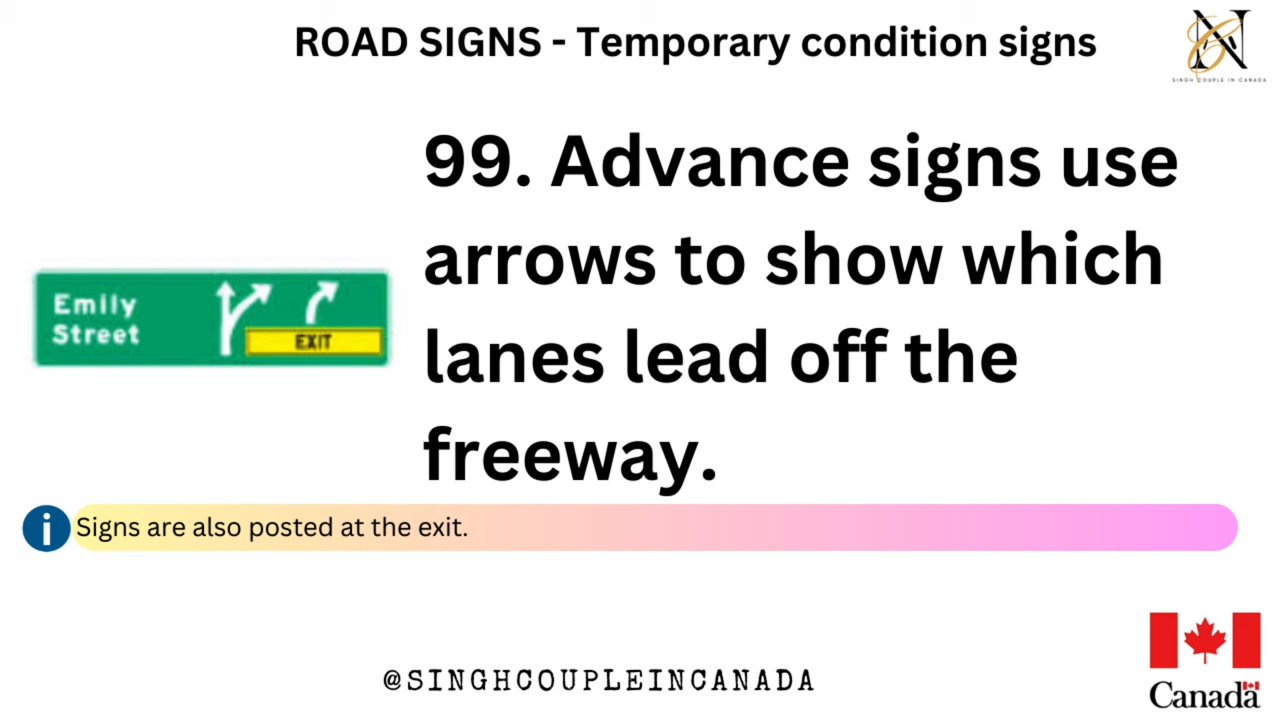 ROAD SIGNS - Temporary condition signs
SINGH COUPLE IN CANADA
99. Advance signs use
arrows to show which
lanes lead off the
freeway.
Emily
Street
EXIT
i
Signs are also posted at the exit.
@SINGHCOUPLEINCANADA
Canada